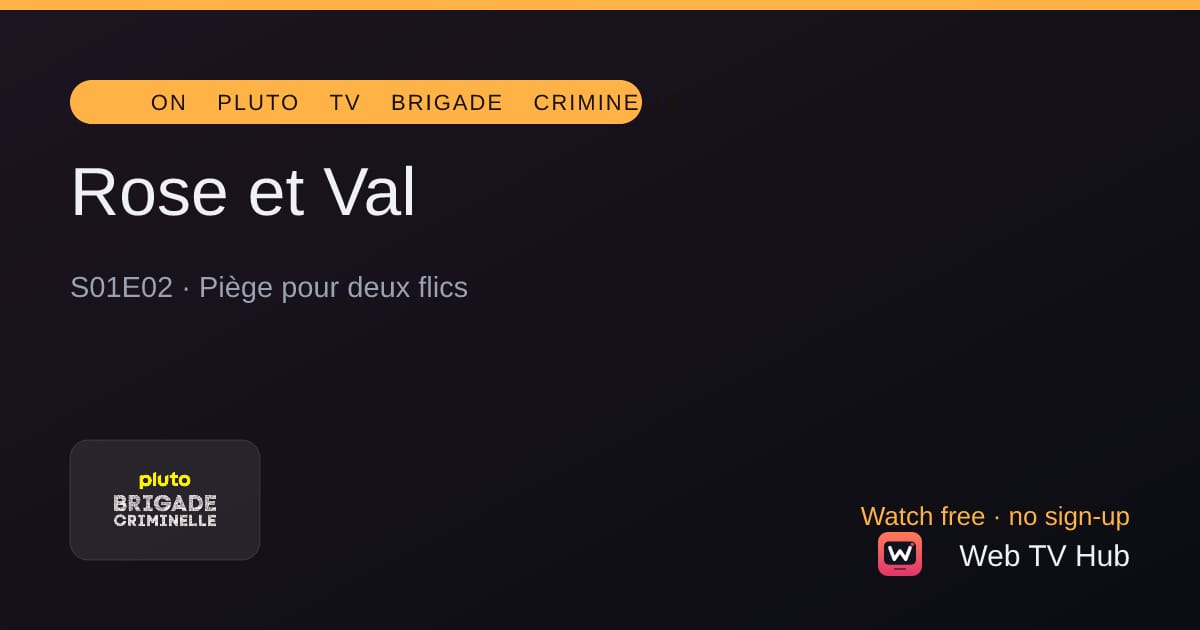 ON PLUTO TV BRIGADE CRIMINE
Rose et Val
S01E02 · Piège pour deux flics
pluto
BRIGADE
CRIMINELLE
Watch free · no sign-up
W
Web TV Hub